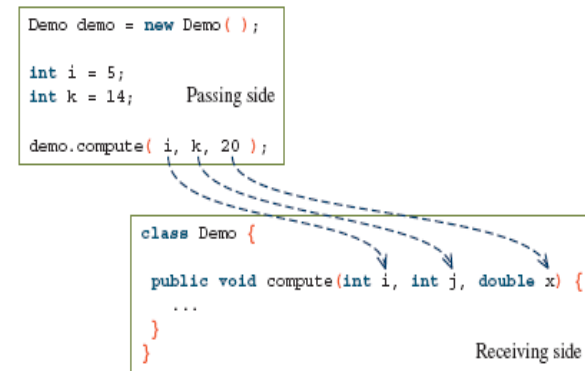 Demo demo = new Demo( );
int i = 5;
int k = 14;
Passing side
demo.compute( i, k, 20 );
class Demo {
public void compute(int i, int j, double x) {
...
}
}
Receiving side